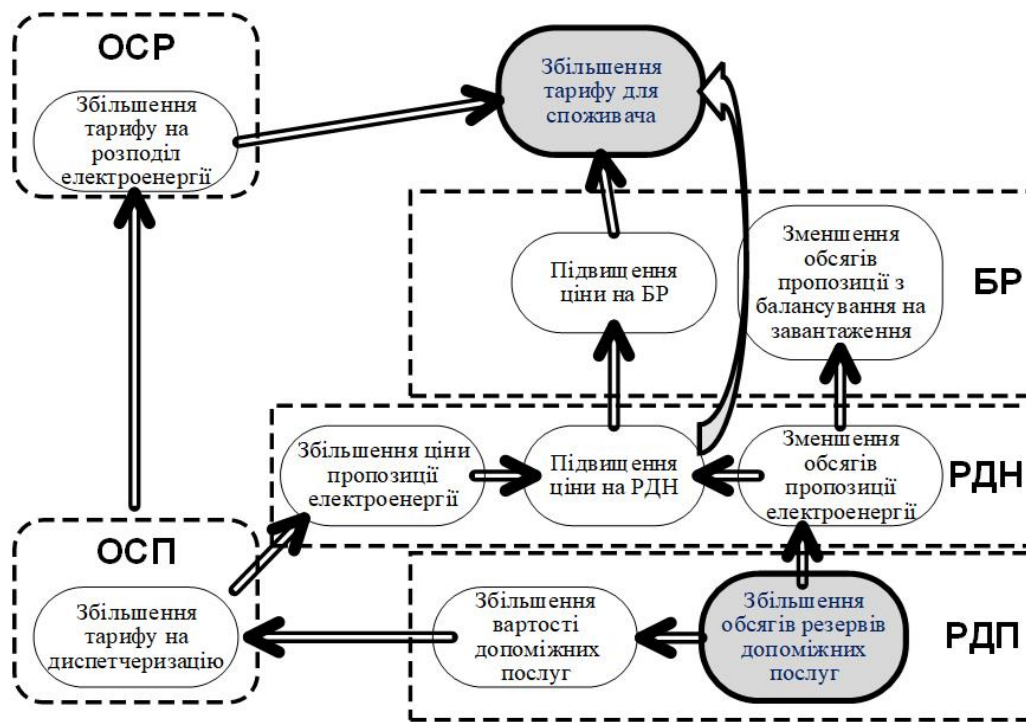 ОСР
Збільшення
тарифу на
розподіл
електроенергії
Збільшення
тарифу для
споживача
Підвищення
ціни на БР
Зменшення
обсягів
пропозиції з
балансування на
завантаження
БР
Збільшення ціни
пропозиції
електроенергії
Підвищення
ціни на РДН
Зменшення
обсягів
пропозиції
електроенергії
РДН
ОСП
Збільшення
тарифу на
диспетчеризацію
Збільшення
вартості
допоміжних
послуг
Збільшення
обсягів резервів
допоміжних
послуг
РДП